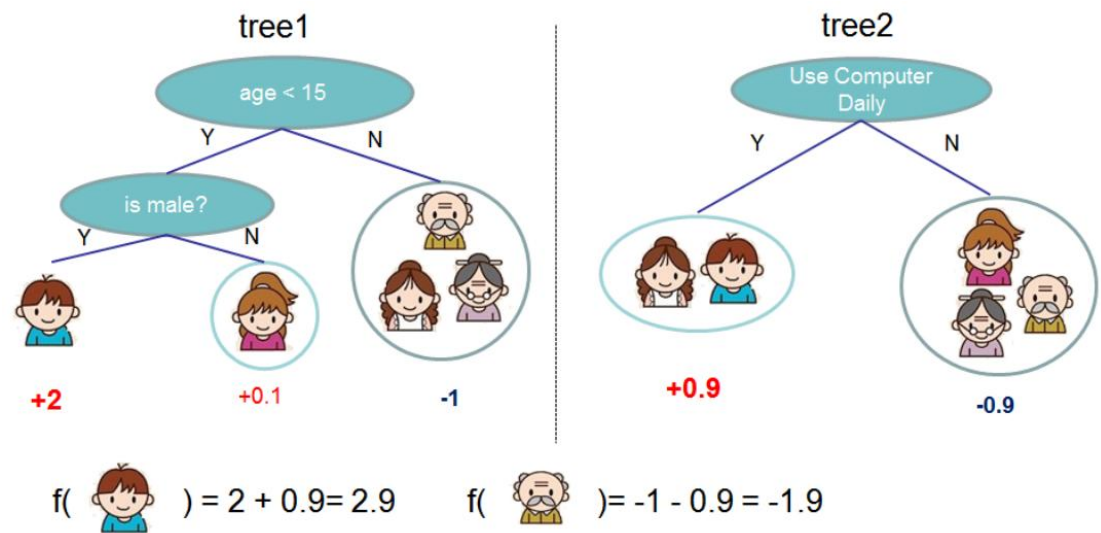 tree1
age < 15
Y
N
is male?
Y
N
+2
+0.1
-1
tree2
Use Computer
Daily
Y
N
+0.9
-0.9
f( ) = 2 + 0.9= 2.9
f( )= -1 - 0.9 = -1.9